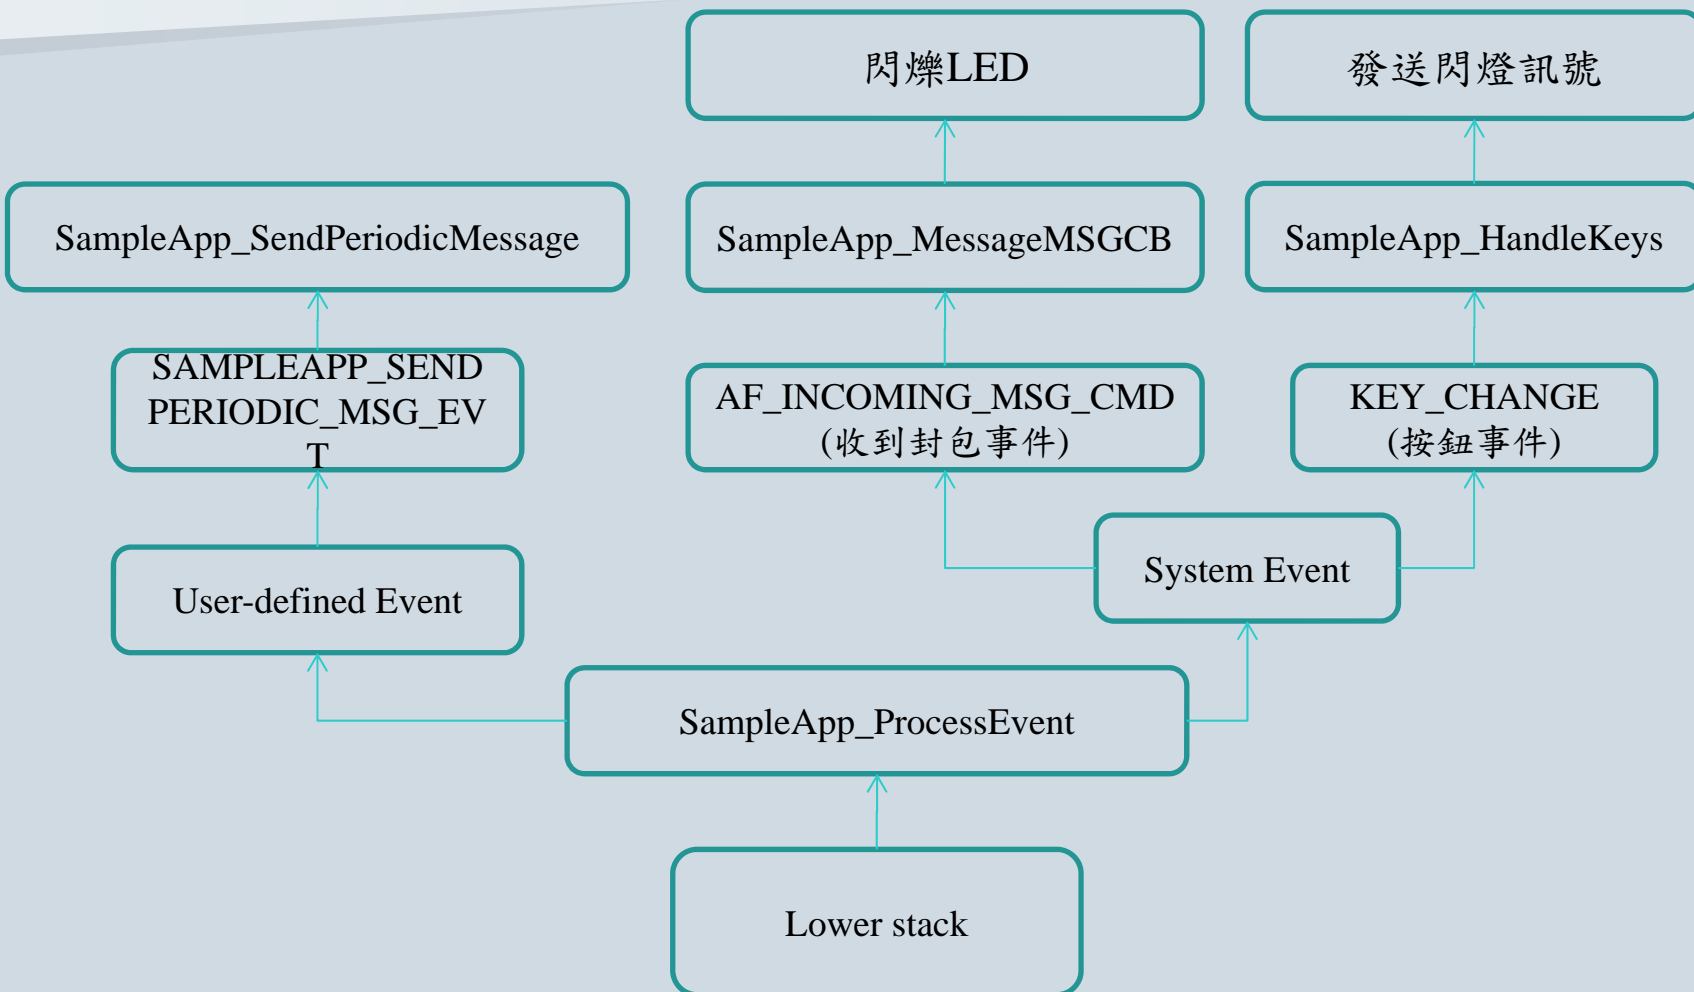 閃爍LED
發送閃燈訊號
SampleApp_SendPeriodicMessage
SampleApp_MessageMSGCB
SampleApp_HandleKeys
SAMPLEAPP_SEND
PERIODIC_MSG_EV
T
AF_INCOMING_MSG_CMD
(收到封包事件)
KEY_CHANGE
(按鈕事件)
User-defined Event
System Event
SampleApp_ProcessEvent
Lower stack